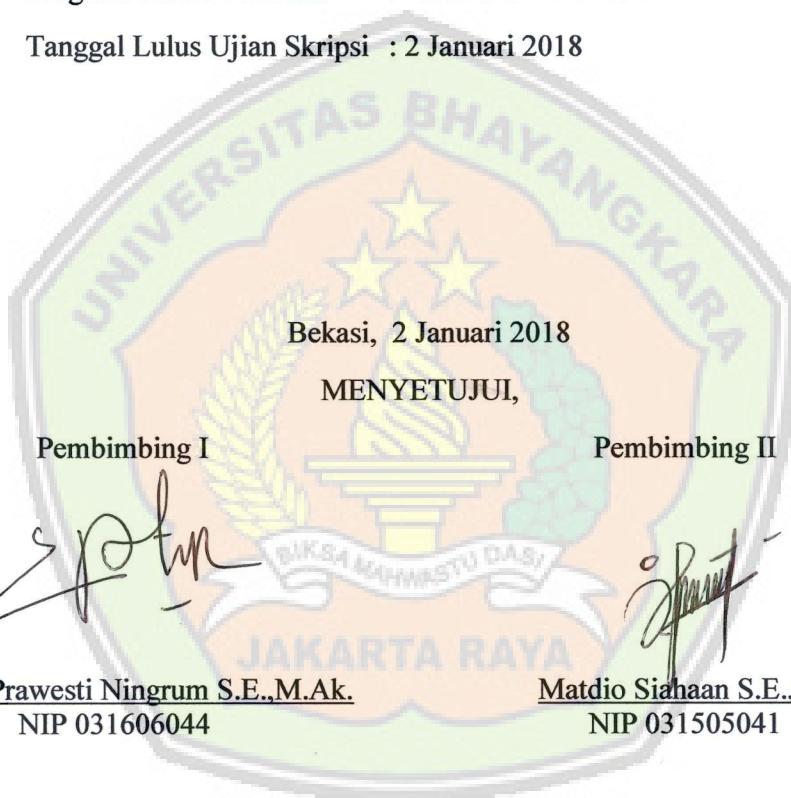 Tanggal Lulus Ujian Skripsi : 2 Januari 2018
UNIVERSITAS BHAYANGKARA
Bekasi, 2 Januari 2018
MENYETUJUI,
Pembimbing I Pembimbing II
BIKSA MAHWASTU DASI
JAKARTA RAYA
Prawesti Ningrum S.E.,M.Ak. Matdio Siahaan S.E.,
NIP 031606044 NIP 031505041